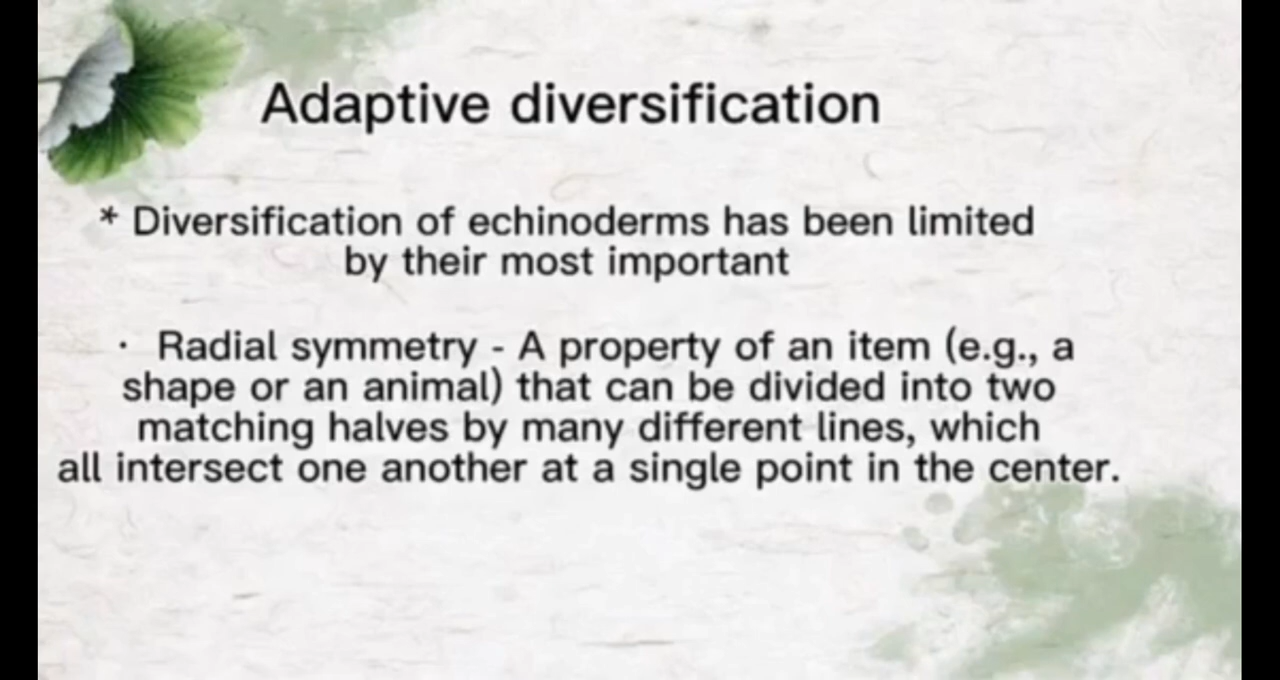 Adaptive diversification
* Diversification of echinoderms has been limited
by their most important
· Radial symmetry - A property of an item (e.g., a
shape or an animal) that can be divided into two
matching halves by many different lines, which
all intersect one another at a single point in the center.